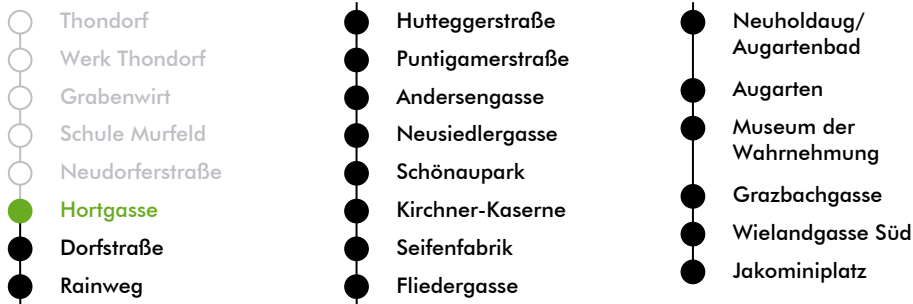 Thondorf
Werk Thondorf
Grabenwirt
Schule Murfeld
Neudorferstraße
Hortgasse
Dorfstraße
Rainweg
Hutteggerstraße
Puntigamerstraße
Andersengasse
Neusiedlergasse
Schönaupark
Kirchner-Kaserne
Seifenfabrik
Fliedergasse
Neuholdaug/
Augartenbad
Augarten
Museum der
Wahrnehmung
Grazbachgasse
Wielandgasse Süd
Jakominiplatz